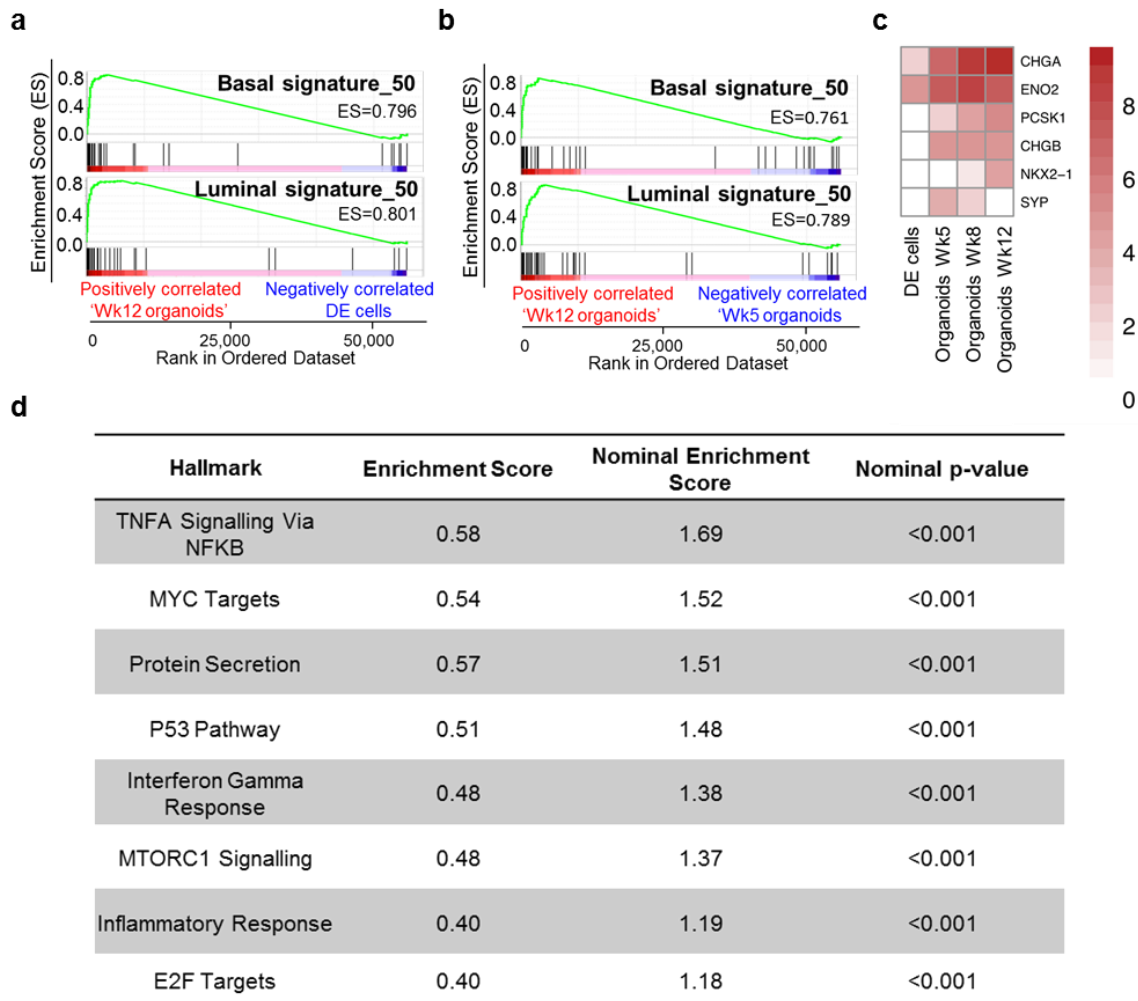 a
Enrichment Score (ES)
0.8
0.4
0.0
Basal signature_50
ES=0.796
0.8
0.4
0.0
Luminal signature_50
ES=0.801
Positively correlated
'Wk12 organoids'
Negatively correlated
DE cells
0
25,000
50,000
Rank in Ordered Dataset
b
Enrichment Score (ES)
0.8
0.4
0.0
Basal signature_50
ES=0.761
0.8
0.4
0.0
Luminal signature_50
ES=0.789
Positively correlated
'Wk12 organoids'
Negatively correlated
'Wk5 organoids
0
25,000
50,000
Rank in Ordered Dataset
c
CHGA
ENO2
PCSK1
CHGB
NKX2-1
SYP
DE cells
Organoids Wk5
Organoids Wk8
Organoids Wk12
8
6
4
2
0
d
Hallmark Enrichment Score Nominal Enrichment Score Nominal p-value
TNFA Signalling Via NFKB 0.58 1.69 <0.001
MYC Targets 0.54 1.52 <0.001
Protein Secretion 0.57 1.51 <0.001
P53 Pathway 0.51 1.48 <0.001
Interferon Gamma Response 0.48 1.38 <0.001
MTORC1 Signalling 0.48 1.37 <0.001
Inflammatory Response 0.40 1.19 <0.001
E2F Targets 0.40 1.18 <0.001